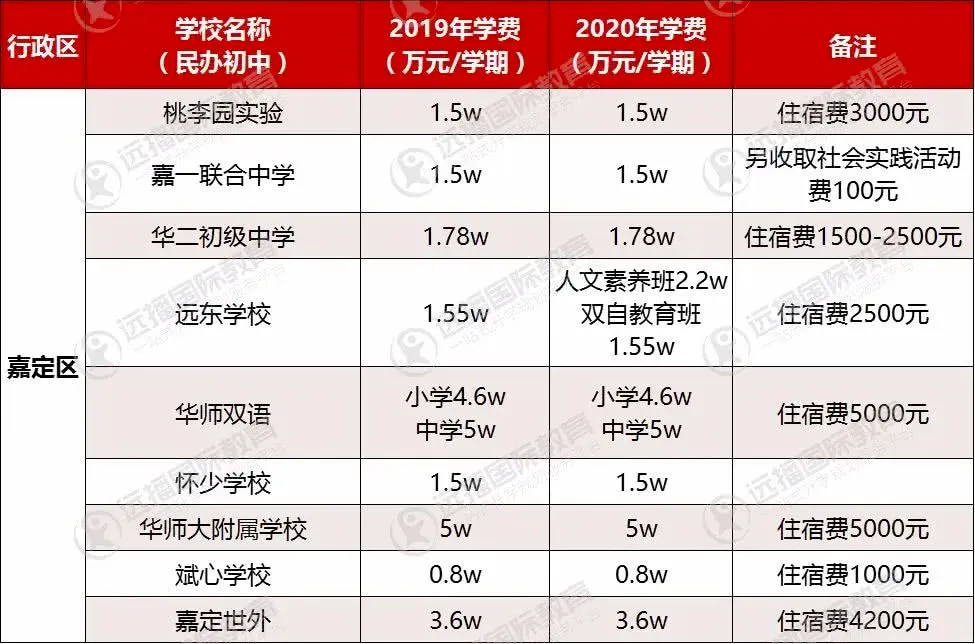 行政区 学校名称（民办初中） 2019年学费（万元/学期） 2020年学费（万元/学期） 备注
嘉定区
桃李园实验 1.5w 1.5w 住宿费3000元
嘉一联合中学 1.5w 1.5w 另收取社会实践活动
费100元
华二初级中学 1.78w 1.78w 住宿费1500-2500元
远东学校 1.55w 人文素养班2.2w
双自教育班
1.55w
住宿费2500元
华师双语 小学4.6w
中学5w
小学4.6w
中学5w
住宿费5000元
怀少学校 1.5w 1.5w
华师大附属学校 5w 5w 住宿费5000元
斌心学校 0.8w 0.8w 住宿费1000元
嘉定世外 3.6w 3.6w 住宿费4200元
远播国际教育